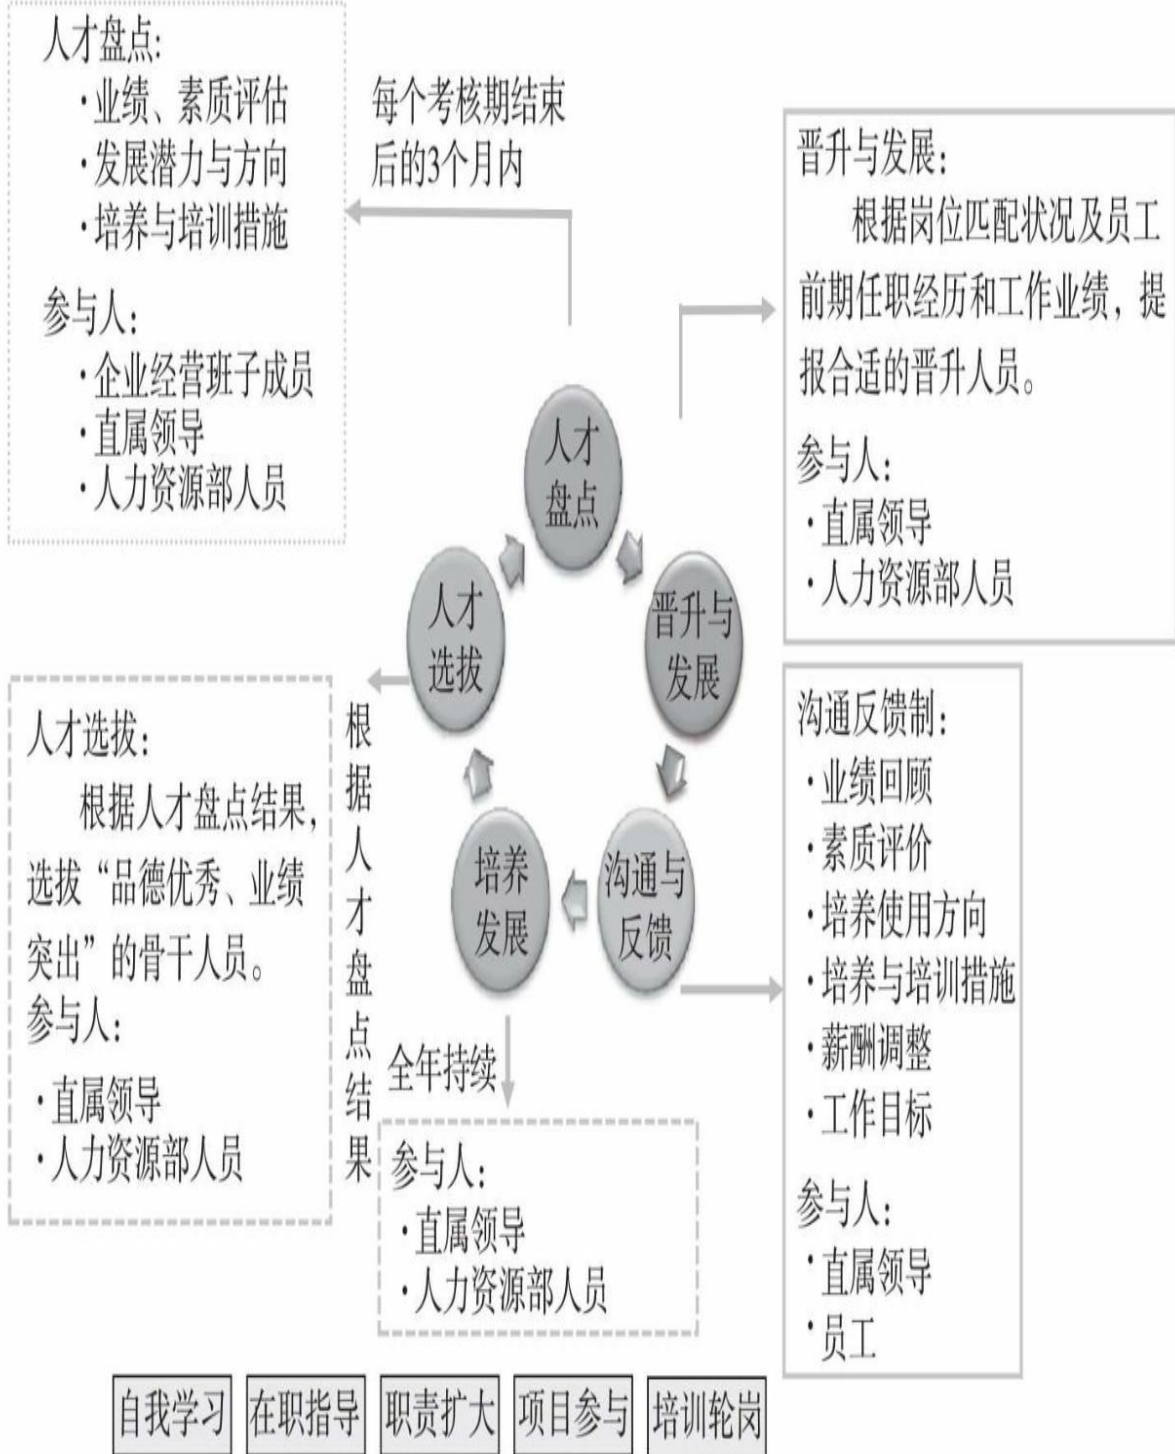 人才盘点:
·业绩、素质评估
·发展潜力与方向
·培养与培训措施
参与人:
·企业经营班子成员
·直属领导
·人力资源部人员
每个考核期结束
后的3个月内
晋升与发展:
根据岗位匹配状况及员工
前期任职经历和工作业绩，提
报合适的晋升人员。
参与人:
·直属领导
·人力资源部人员
人才
盘点
晋升与
发展
沟通与
反馈
培养
发展
人才
选拔
人才选拔:
根据人才盘点结果,
选拔“品德优秀、业绩
突出”的骨干人员。
参与人:
·直属领导
·人力资源部人员
根据人才盘点结果
全年持续
参与人:
·直属领导
·人力资源部人员
沟通反馈制:
·业绩回顾
·素质评价
·培养使用方向
·培养与培训措施
·薪酬调整
·工作目标
参与人:
·直属领导
·员工
自我学习 在职指导 职责扩大 项目参与 培训轮岗